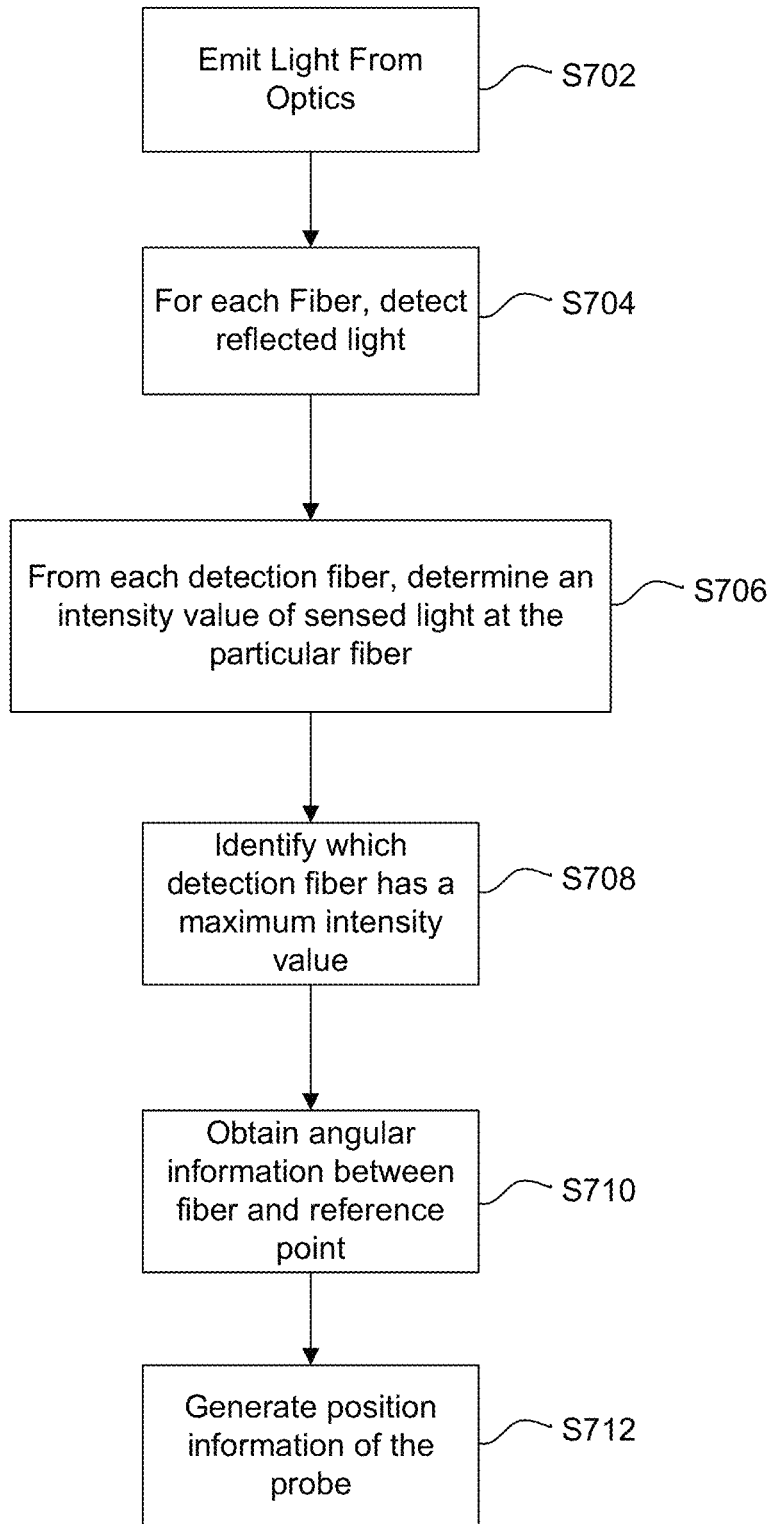 Emit Light From
Optics
S702
For each Fiber, detect
reflected light
S704
From each detection fiber, determine an
intensity value of sensed light at the
particular fiber
S706
Identify which
detection fiber has a
maximum intensity
value
S708
Obtain angular
information between
fiber and reference
point
S710
Generate position
information of the
probe
S712